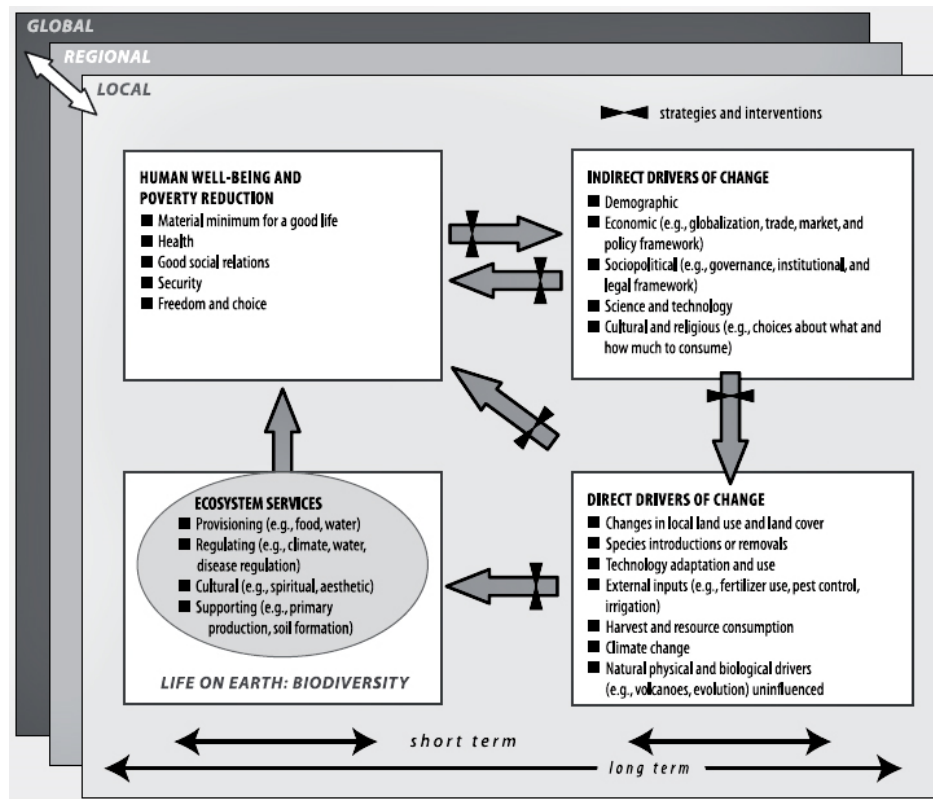 GLOBAL
REGIONAL
LOCAL
strategies and interventions
HUMAN WELL-BEING AND
POVERTY REDUCTION
■ Material minimum for a good life
■ Health
■ Good social relations
■ Security
■ Freedom and choice
INDIRECT DRIVERS OF CHANGE
■ Demographic
■ Economic (e.g., globalization, trade, market, and
policy framework)
■ Sociopolitical (e.g., governance, institutional, and
legal framework)
■ Science and technology
■ Cultural and religious (e.g., choices about what and
how much to consume)
ECOSYSTEM SERVICES
■ Provisioning (e.g., food, water)
■ Regulating (e.g., climate, water,
disease regulation)
■ Cultural (e.g., spiritual, aesthetic)
■ Supporting (e.g., primary
production, soil formation)
LIFE ON EARTH: BIODIVERSITY
DIRECT DRIVERS OF CHANGE
■ Changes in local land use and land cover
■ Species introductions or removals
■ Technology adaptation and use
■ External inputs (e.g., fertilizer use, pest control,
irrigation)
■ Harvest and resource consumption
■ Climate change
■ Natural physical and biological drivers
(e.g., volcanoes, evolution) uninfluenced
short term
long term